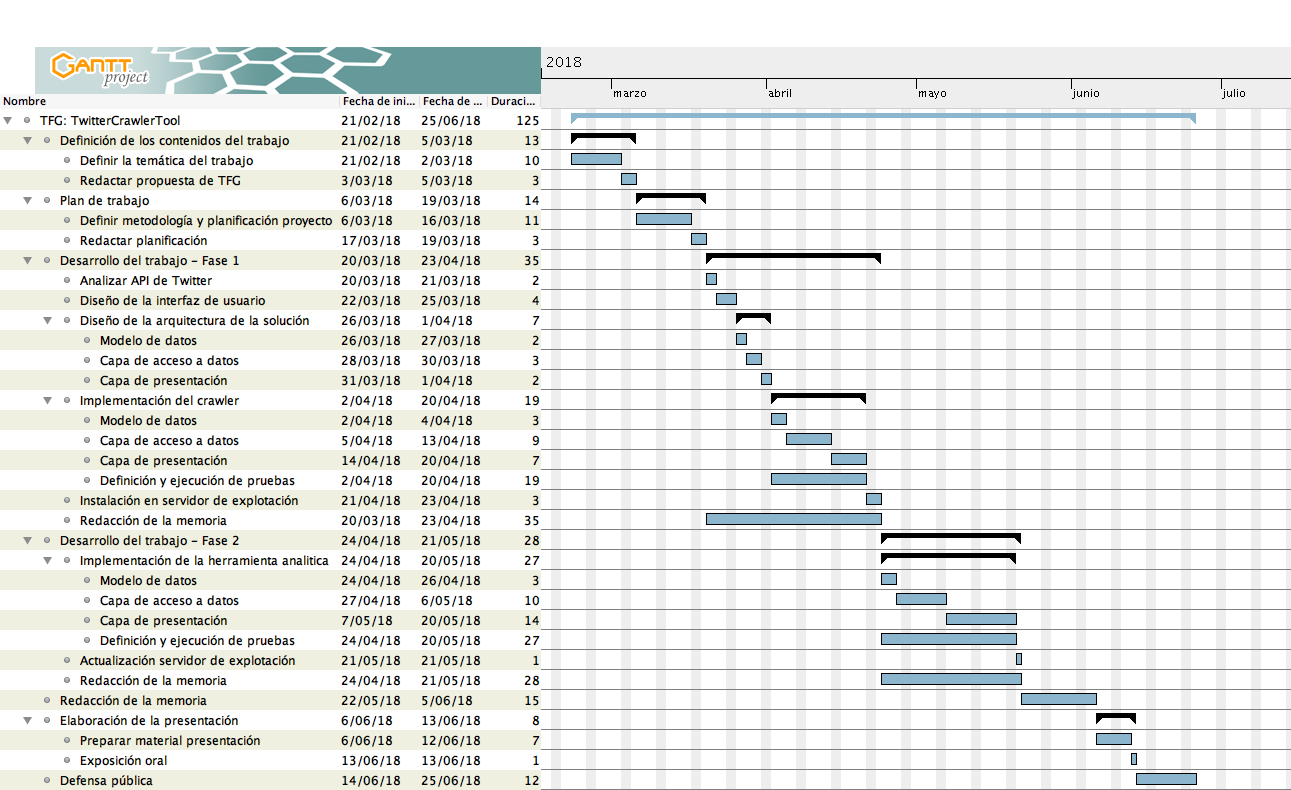 GANTT
project
2018
marzo abril mayo junio julio
Nombre Fecha de ini... Fecha de ... Duraci...
TFG: TwitterCrawlerTool 21/02/18 25/06/18 125
Definición de los contenidos del trabajo 21/02/18 5/03/18 13
Definir la temática del trabajo 21/02/18 2/03/18 10
Redactar propuesta de TFG 3/03/18 5/03/18 3
Plan de trabajo 6/03/18 19/03/18 14
Definir metodología y planificación proyecto 6/03/18 16/03/18 11
Redactar planificación 17/03/18 19/03/18 3
Desarrollo del trabajo – Fase 1 20/03/18 23/04/18 35
Analizar API de Twitter 20/03/18 21/03/18 2
Diseño de la interfaz de usuario 22/03/18 25/03/18 4
Diseño de la arquitectura de la solución 26/03/18 1/04/18 7
Modelo de datos 26/03/18 27/03/18 2
Capa de acceso a datos 28/03/18 30/03/18 3
Capa de presentación 31/03/18 1/04/18 2
Implementación del crawler 2/04/18 20/04/18 19
Modelo de datos 2/04/18 4/04/18 3
Capa de acceso a datos 5/04/18 13/04/18 9
Capa de presentación 14/04/18 20/04/18 7
Definición y ejecución de pruebas 2/04/18 20/04/18 19
Instalación en servidor de explotación 21/04/18 23/04/18 3
Redacción de la memoria 20/03/18 23/04/18 35
Desarrollo del trabajo – Fase 2 24/04/18 21/05/18 28
Implementación de la herramienta analitica 24/04/18 20/05/18 27
Modelo de datos 24/04/18 26/04/18 3
Capa de acceso a datos 27/04/18 6/05/18 10
Capa de presentación 7/05/18 20/05/18 14
Definición y ejecución de pruebas 24/04/18 20/05/18 27
Actualización servidor de explotación 21/05/18 21/05/18 1
Redacción de la memoria 24/04/18 21/05/18 28
Redacción de la memoria 22/05/18 5/06/18 15
Elaboración de la presentación 6/06/18 13/06/18 8
Preparar material presentación 6/06/18 12/06/18 7
Exposición oral 13/06/18 13/06/18 1
Defensa pública 14/06/18 25/06/18 12